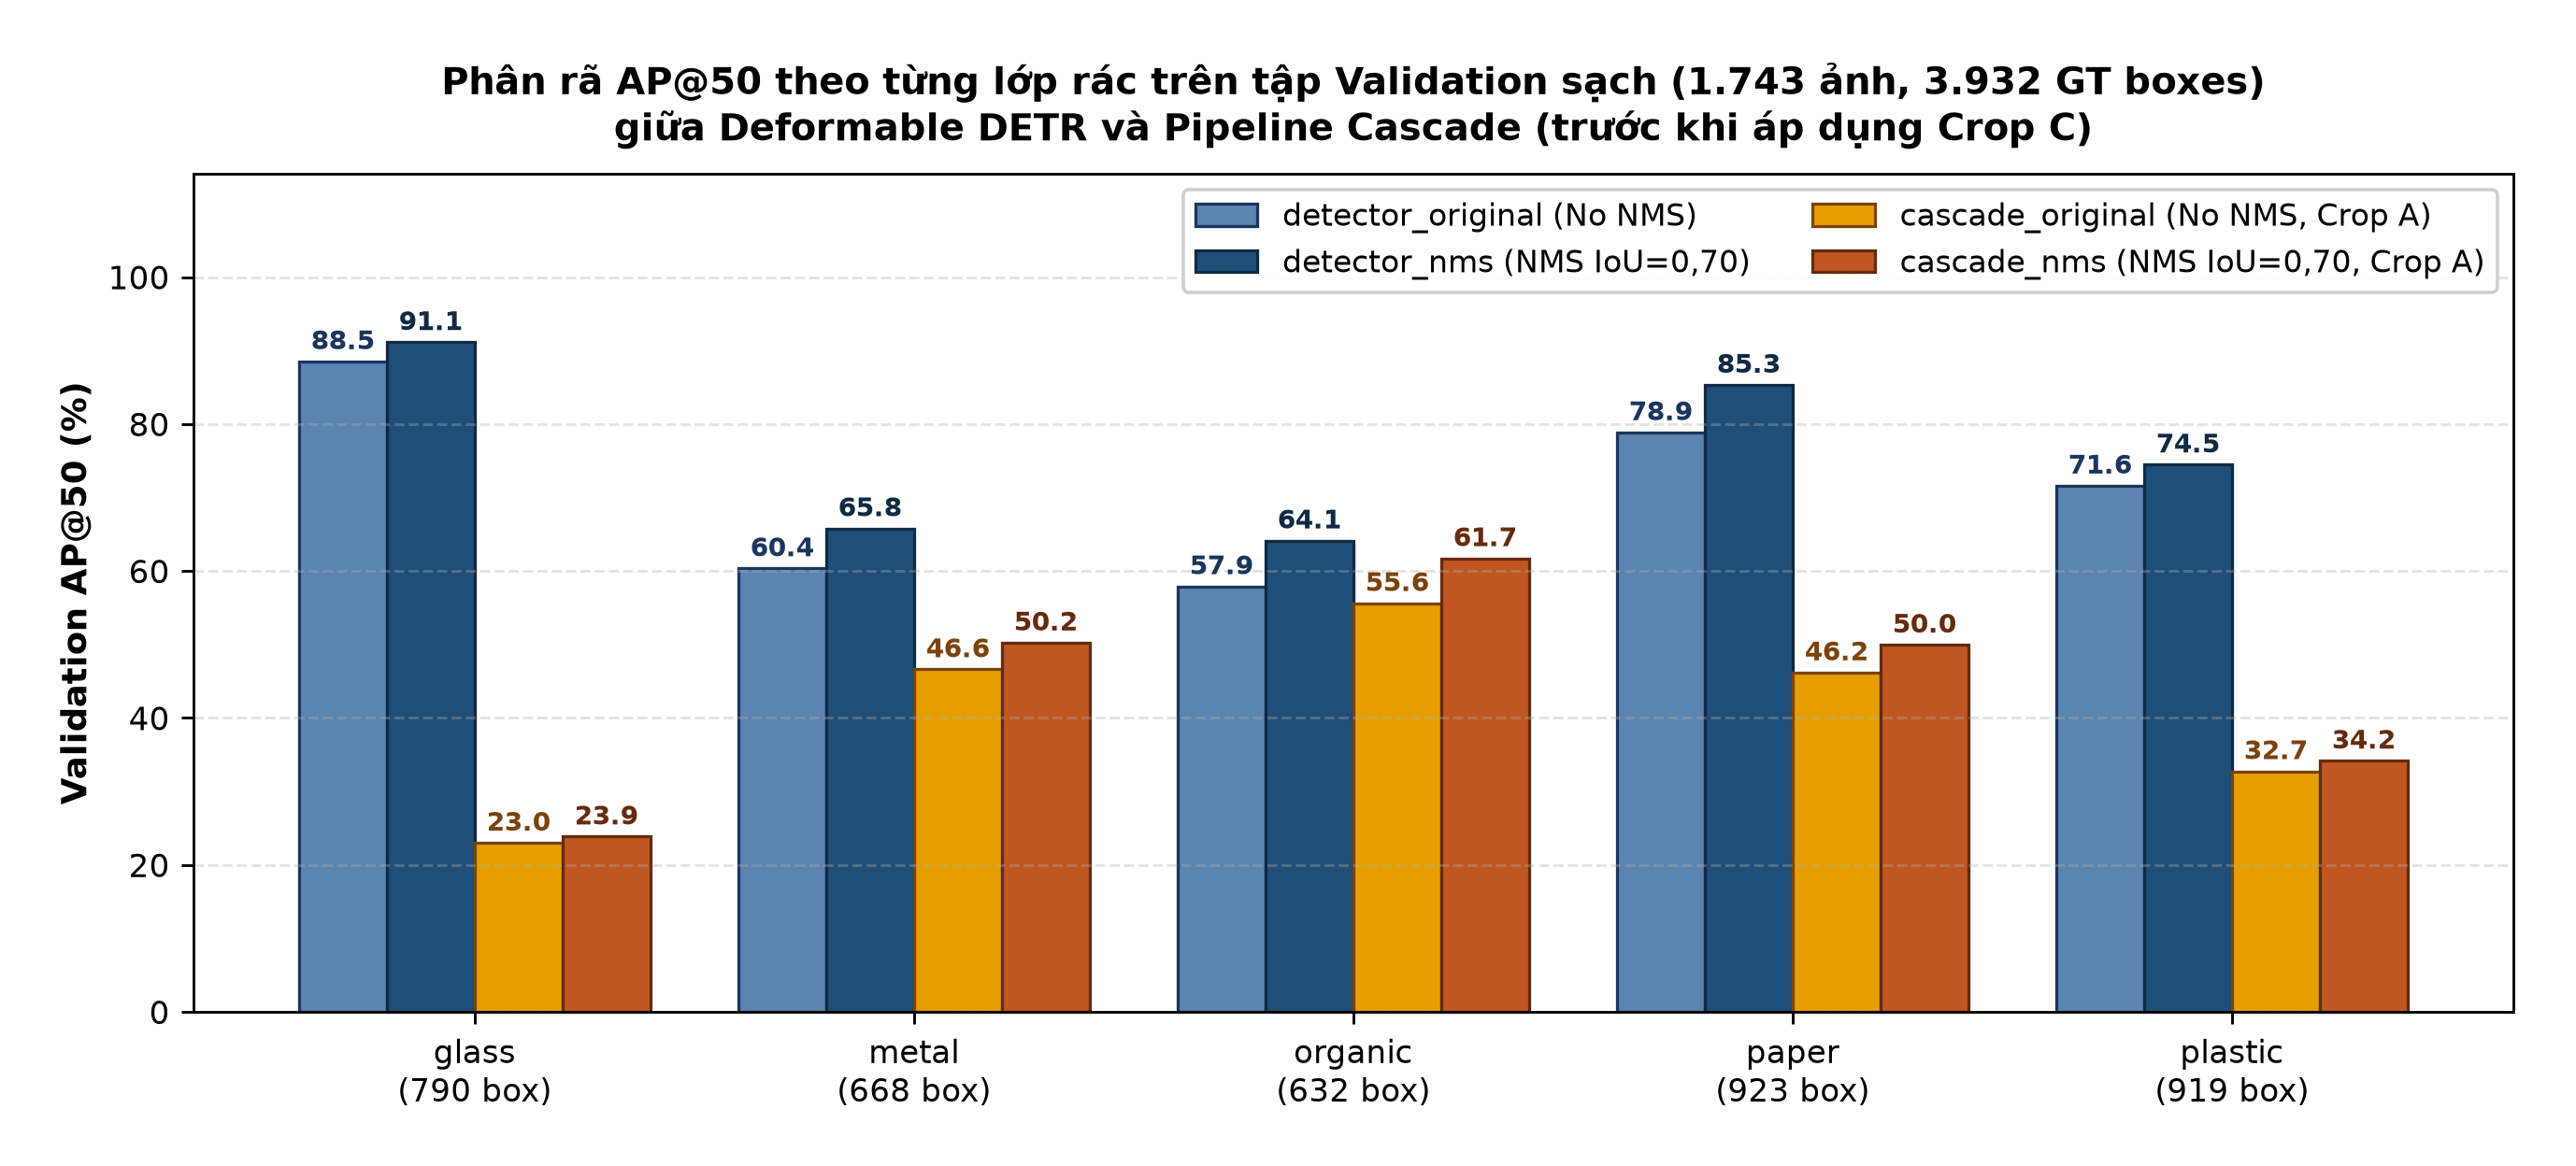 Phân rã AP@50 theo từng lớp rác trên tập Validation sạch (1.743 ảnh, 3.932 GT boxes)
giữa Deformable DETR và Pipeline Cascade (trước khi áp dụng Crop C)
detector_original (No NMS)
detector_nms (NMS IoU=0,70)
cascade_original (No NMS, Crop A)
cascade_nms (NMS IoU=0,70, Crop A)
Validation AP@50 (%)
100
80
60
40
20
0
88.5
91.1
23.0
23.9
60.4
65.8
46.6
50.2
57.9
64.1
55.6
61.7
78.9
85.3
46.2
50.0
71.6
74.5
32.7
34.2
glass
(790 box)
metal
(668 box)
organic
(632 box)
paper
(923 box)
plastic
(919 box)